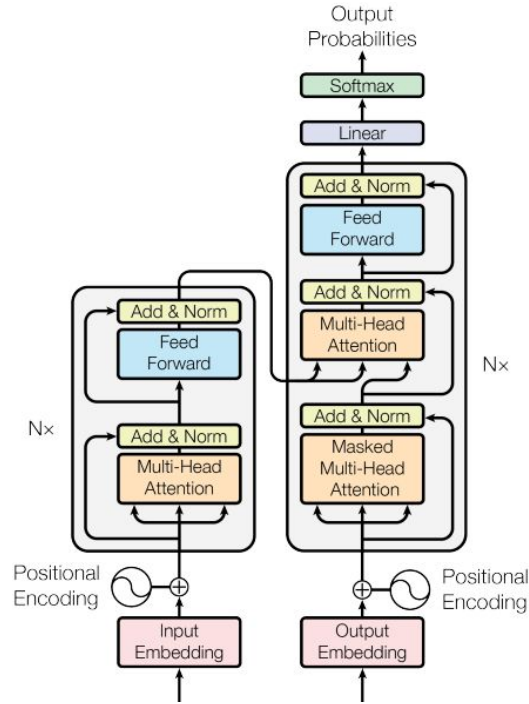 Output
Probabilities
Softmax
Linear
Add & Norm
Feed
Forward
Add & Norm
Multi-Head
Attention
Add & Norm
Masked
Multi-Head
Attention
N×
Add & Norm
Feed
Forward
Add & Norm
Multi-Head
Attention
N×
Positional
Encoding
Positional
Encoding
Input
Embedding
Output
Embedding